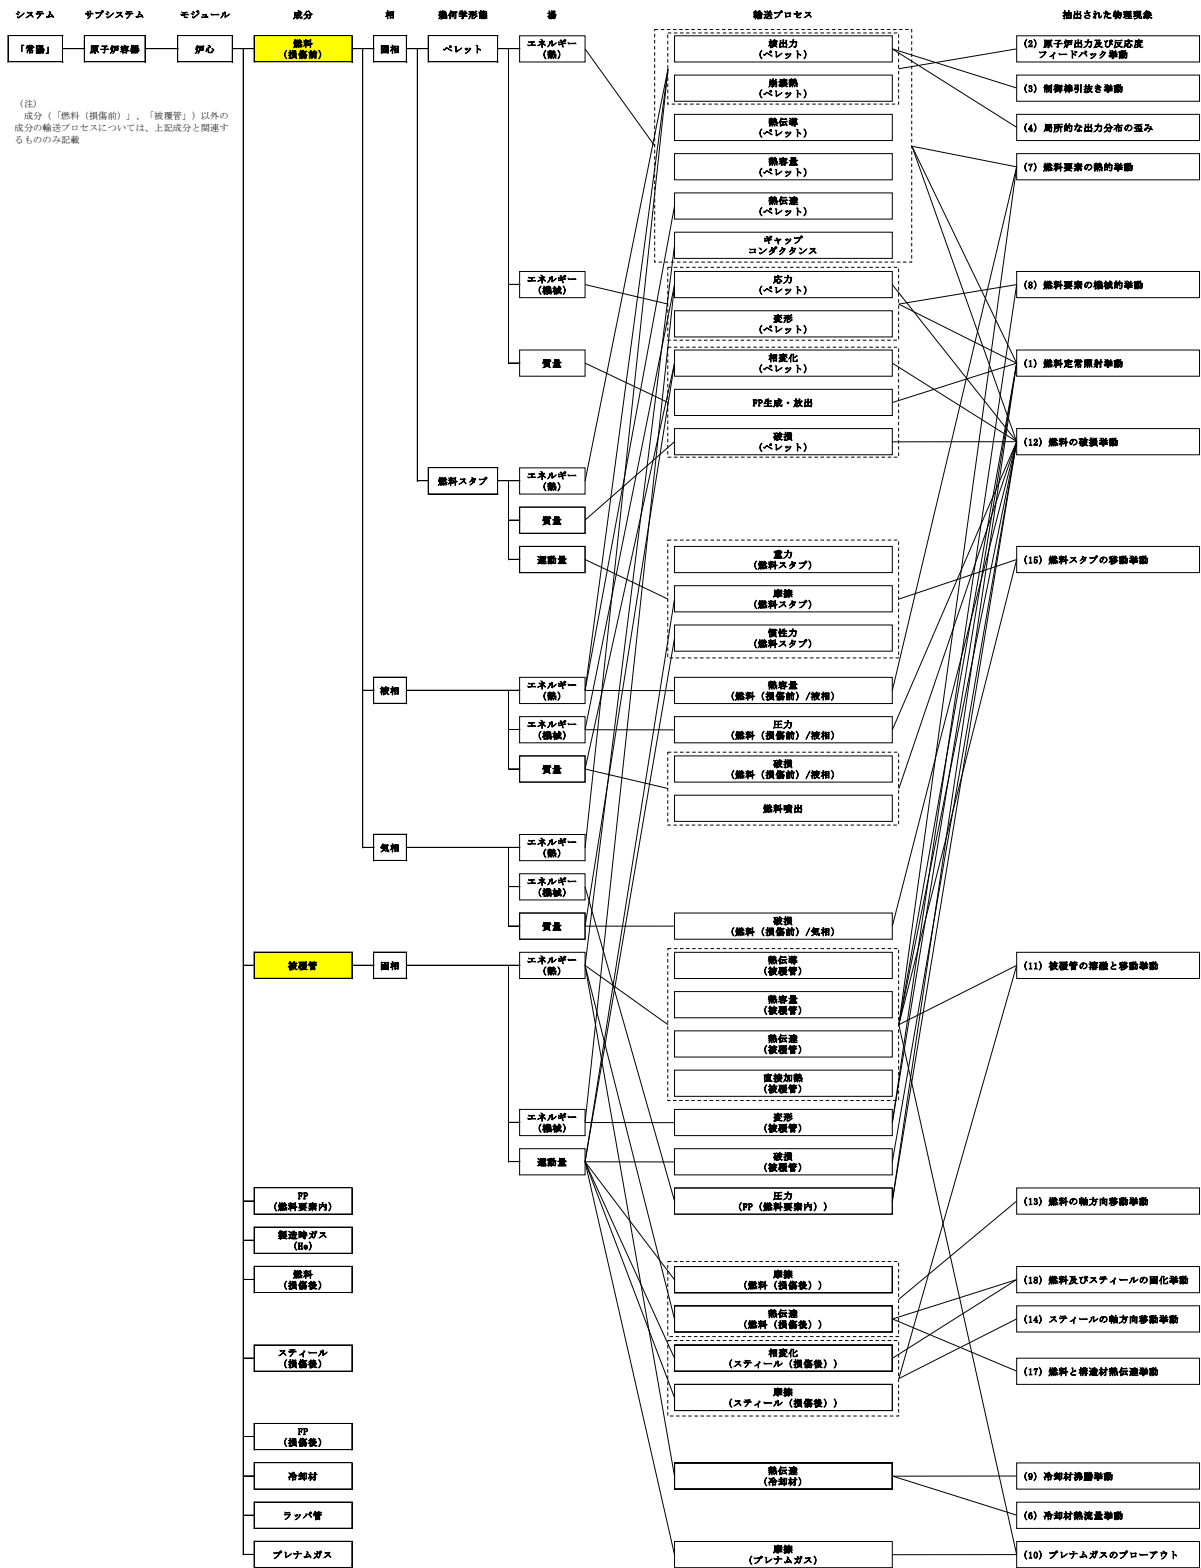 システム
サブシステム
モジュール
成分
相
幾何学形態
場
輸送プロセス
抽出された物理現象
「常陽」
原子炉容器
炉心
燃料
(損傷前)
固相
ペレット
エネルギー
(熱)
核出力
(ペレット)
(2) 原子炉出力及び反応度
フィードバック挙動
崩壊熱
(ペレット)
(3) 制御棒引抜き挙動
(注)
成分(「燃料(損傷前)」、「被覆管」)以外の
成分の輸送プロセスについては、上記成分と関連す
るもののみ記載
熱伝導
(ペレット)
(4) 局所的な出力分布の歪み
熱容量
(ペレット)
(7) 燃料要素の熱的挙動
熱伝達
(ペレット)
ギャップ
コンダクタンス
エネルギー
(機械)
応力
(ペレット)
(8) 燃料要素の機械的挙動
変形
(ペレット)
質量
相変化
(ペレット)
(1) 燃料定常照射挙動
FP生成・放出
破損
(ペレット)
(12) 燃料の破損挙動
燃料スタブ
エネルギー
(熱)
質量
運動量
重力
(燃料スタブ)
(15) 燃料スタブの移動挙動
摩擦
(燃料スタブ)
慣性力
(燃料スタブ)
液相
エネルギー
(熱)
熱容量
(燃料(損傷前)/液相)
エネルギー
(機械)
圧力
(燃料(損傷前)/液相)
質量
破損
(燃料(損傷前)/液相)
燃料噴出
気相
エネルギー
(熱)
エネルギー
(機械)
質量
破損
(燃料(損傷前)/気相)
被覆管
固相
エネルギー
(熱)
熱伝導
(被覆管)
(11) 被覆管の溶融と移動挙動
熱容量
(被覆管)
熱伝達
(被覆管)
直接加熱
(被覆管)
エネルギー
(機械)
変形
(被覆管)
運動量
破損
(被覆管)
FP
(燃料要素内)
圧力
(FP(燃料要素内))
(13) 燃料の軸方向移動挙動
製造時ガス
(He)
燃料
(損傷後)
摩擦
(燃料(損傷後))
(18) 燃料及びスティールの固化挙動
熱伝達
(燃料(損傷後))
(14) スティールの軸方向移動挙動
スティール
(損傷後)
相変化
(スティール(損傷後))
(17) 燃料と構造材熱伝達挙動
摩擦
(スティール(損傷後))
FP
(損傷後)
冷却材
熱伝達
(冷却材)
(9) 冷却材沸騰挙動
ラッパ管
(6) 冷却材熱流量挙動
プレナムガス
摩擦
(プレナムガス)
(10) プレナムガスのブローアウト